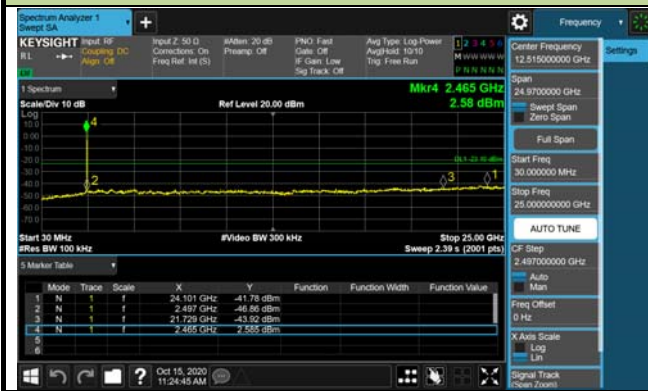 Spectrum Analyzer 1
Swept SA
+
Frequency
KEYSIGHT
Input: RF
Coupling: DC
Align: Off
Input Z: 50 Ω
Corrections: On
Freq Ref: Int (S)
#Atten: 20 dB
Preamp: Off
PNO: Fast
Gate: Off
IF Gain: Low
Sig Track: Off
Avg Type: Log-Power
Avg|Hold: 10/10
Trig: Free Run
1 2 3 4 5 6
M W W W W W
P N N N N N
RL
1 Spectrum
Scale/Div 10 dB
Ref Level 20.00 dBm
Mkr4 2.465 GHz
2.58 dBm
Log
10.0
0.00
-10.0
-20.0
-30.0
-40.0
-50.0
-60.0
-70.0
4
2
3
1
Start 30 MHz
#Res BW 100 kHz
#Video BW 300 kHz
Stop 25.00 GHz
Sweep 2.39 s (2001 pts)
5 Marker Table
Mode Trace Scale X Y Function Function Width Function Value
1 N 1 f 24.101 GHz -41.78 dBm
2 N 1 f 2.497 GHz -46.86 dBm
3 N 1 f 21.729 GHz -43.92 dBm
4 N 1 f 2.465 GHz 2.585 dBm
5
6
Oct 15, 2020
11:24:45 AM
Center Frequency
12.515000000 GHz
Span
24.9700000 GHz
Swept Span
Zero Span
Full Span
Start Freq
30.000000 MHz
Stop Freq
25.000000000 GHz
AUTO TUNE
CF Step
2.497000000 GHz
Auto
Man
Freq Offset
0 Hz
X Axis Scale
Log
Lin
Signal Track
(Span Zoom)
Settings